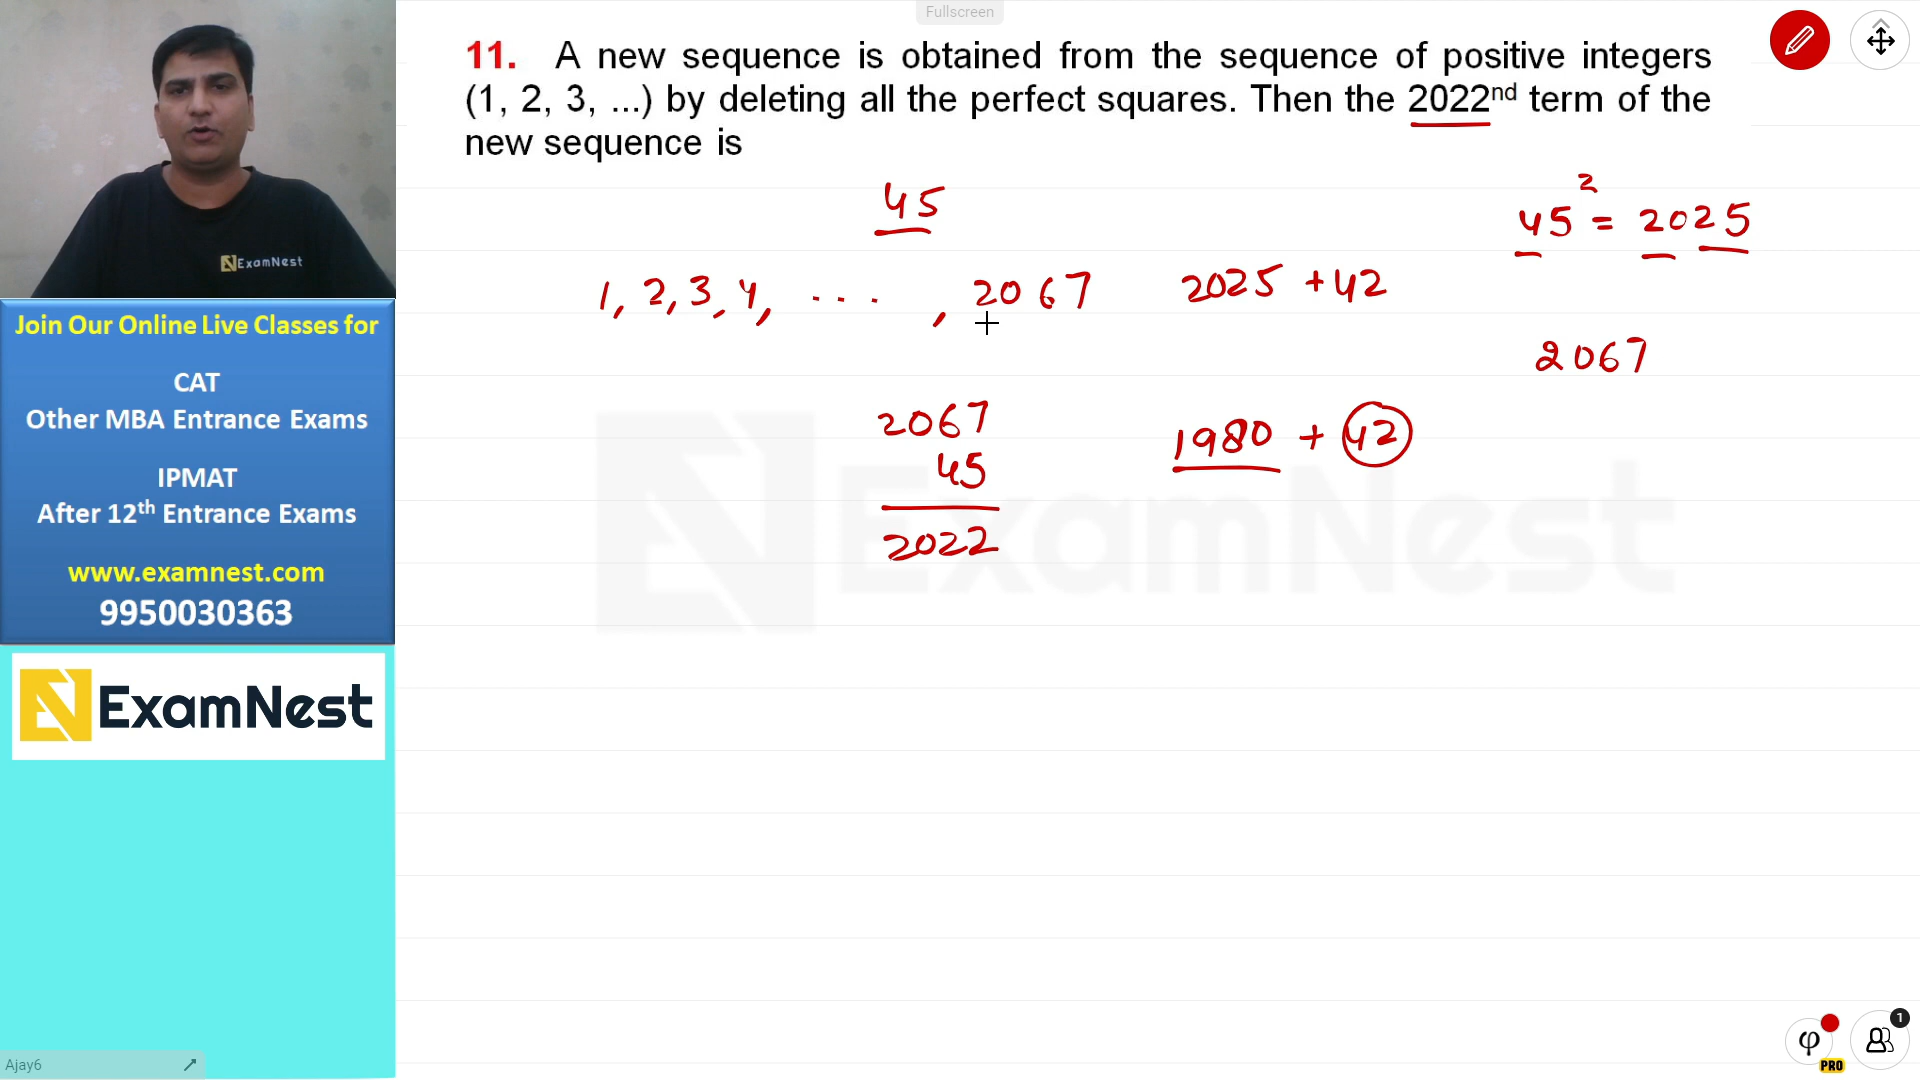 Fullscreen
11. A new sequence is obtained from the sequence of positive integers
(1, 2, 3, ...) by deleting all the perfect squares. Then the 2022nd term of the
new sequence is
45
45² = 2025
1, 2, 3, 4, ... , 2067
2025 + 42
2067
2067
45
2022
1980 + 42
ExamNest
ExamNest
Join Our Online Live Classes for
CAT
Other MBA Entrance Exams
IPMAT
After 12th Entrance Exams
www.examnest.com
9950030363
ExamNest
Ajay6
φ
PRO
1